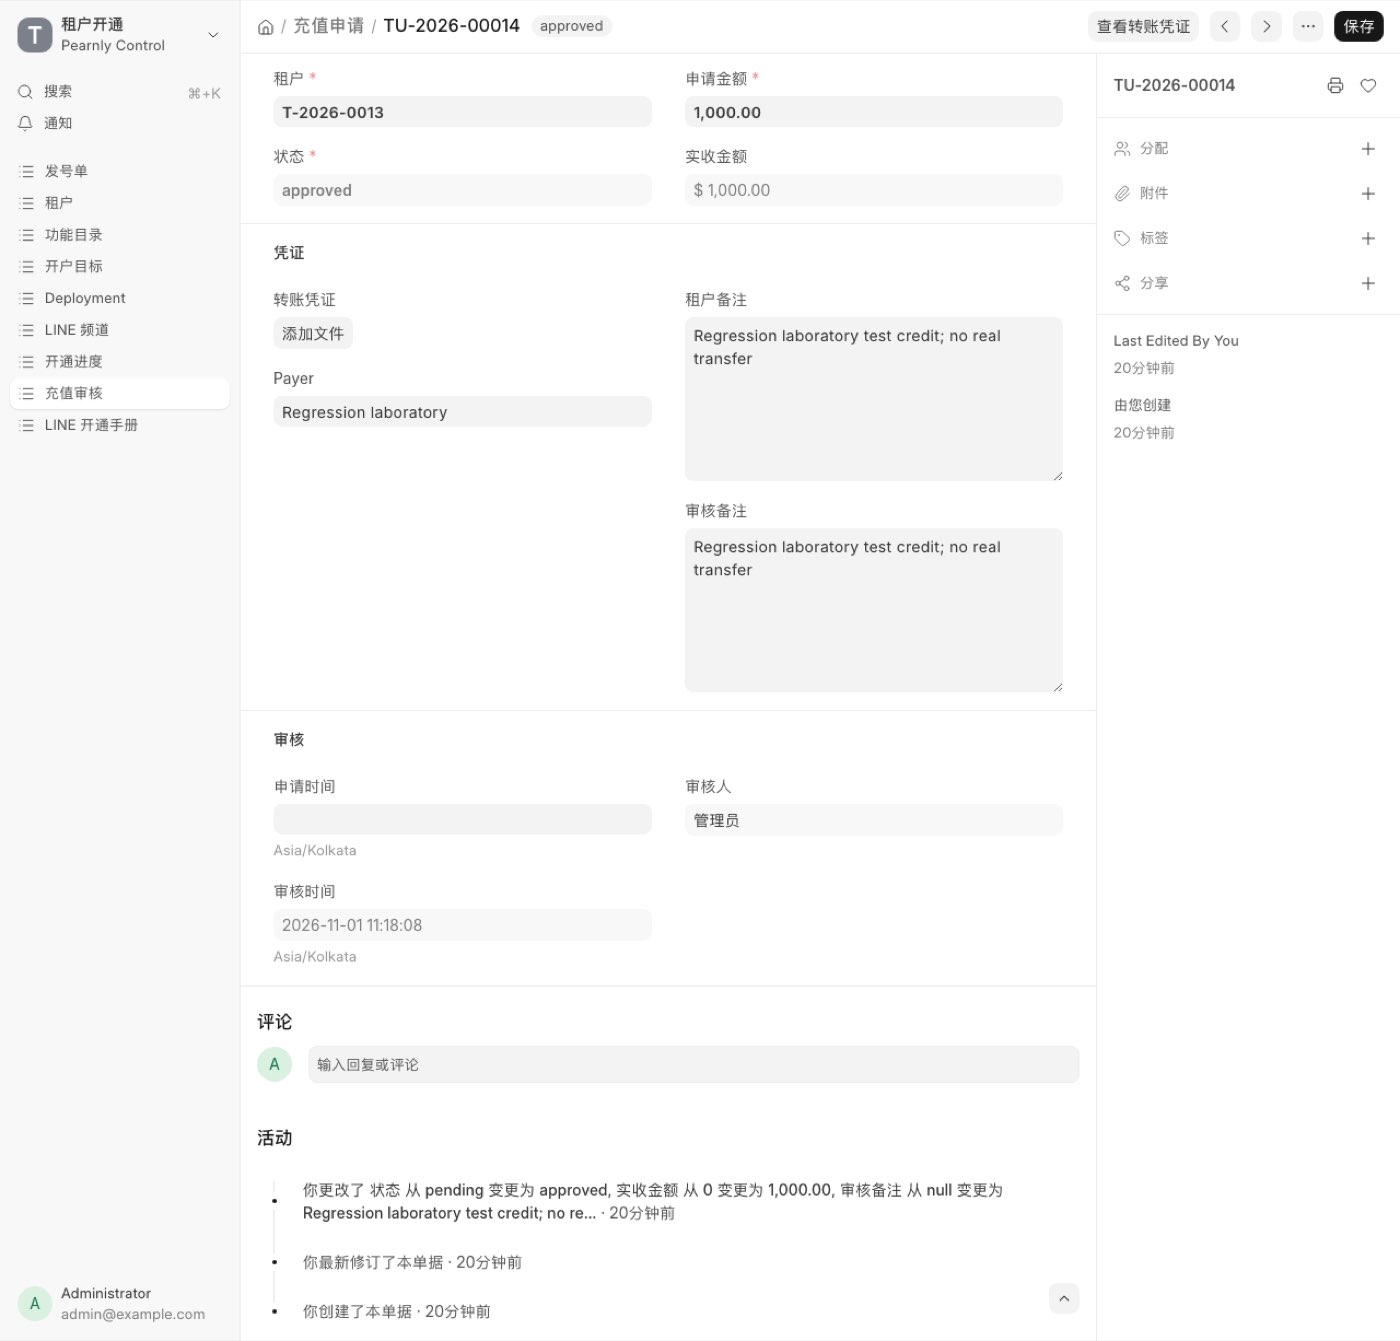 T
租户开通
Pearnly Control
搜索 ⌘+K
通知
发号单
租户
功能目录
开户目标
Deployment
LINE 频道
开通进度
充值审核
LINE 开通手册
A
Administrator
admin@example.com
/ 充值申请 / TU-2026-00014 approved
查看转账凭证
···
保存
租户 *
T-2026-0013
申请金额 *
1,000.00
状态 *
approved
实收金额
$ 1,000.00
凭证
转账凭证
添加文件
Payer
Regression laboratory
租户备注
Regression laboratory test credit; no real
transfer
审核备注
Regression laboratory test credit; no real
transfer
审核
申请时间
Asia/Kolkata
审核人
管理员
审核时间
2026-11-01 11:18:08
Asia/Kolkata
评论
A
输入回复或评论
活动
你更改了 状态 从 pending 变更为 approved, 实收金额 从 0 变更为 1,000.00, 审核备注 从 null 变更为
Regression laboratory test credit; no re... · 20分钟前
你最新修订了本单据 · 20分钟前
你创建了本单据 · 20分钟前
TU-2026-00014
分配
附件
标签
分享
Last Edited By You
20分钟前
由您创建
20分钟前